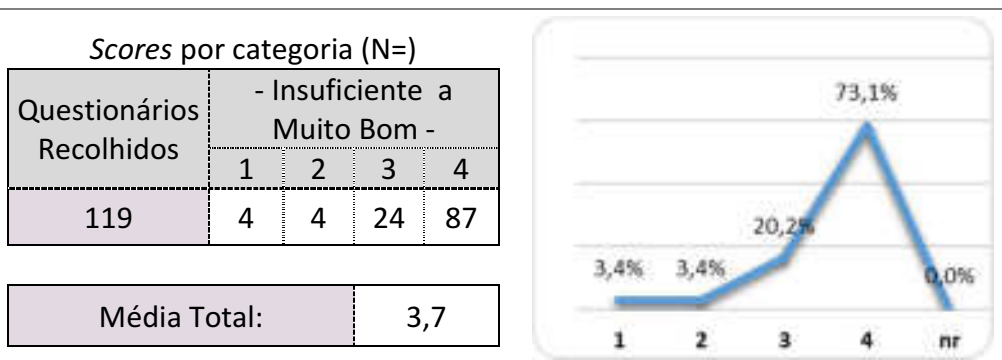 Scores por categoria (N=)
Questionários Recolhidos
- Insuficiente a
Muito Bom -
1 2 3 4
119 4 4 24 87
Média Total: 3,7
73,1%
20,2%
3,4% 3,4% 0,0%
1 2 3 4 nr